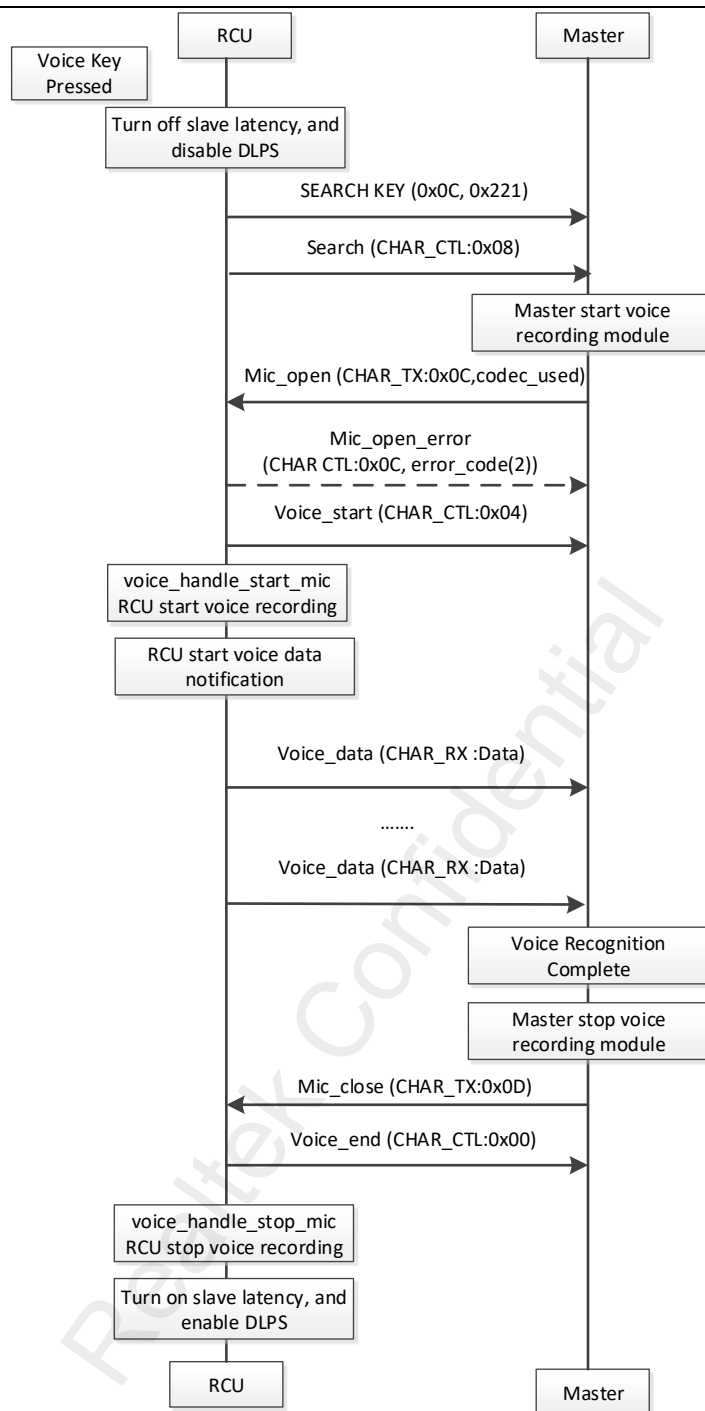 RCU
Master
Voice Key
Pressed
Turn off slave latency, and
disable DLPS
SEARCH KEY (0x0C, 0x221)
Search (CHAR_CTL:0x08)
Master start voice
recording module
Mic_open (CHAR_TX:0x0C,codec_used)
Mic_open_error
(CHAR CTL:0x0C, error_code(2))
Voice_start (CHAR_CTL:0x04)
voice_handle_start_mic
RCU start voice recording
RCU start voice data
notification
Voice_data (CHAR_RX :Data)
.......
Voice_data (CHAR_RX :Data)
Voice Recognition
Complete
Master stop voice
recording module
Mic_close (CHAR_TX:0x0D)
Voice_end (CHAR_CTL:0x00)
voice_handle_stop_mic
RCU stop voice recording
Turn on slave latency, and
enable DLPS
RCU
Master
Realtek Confidential